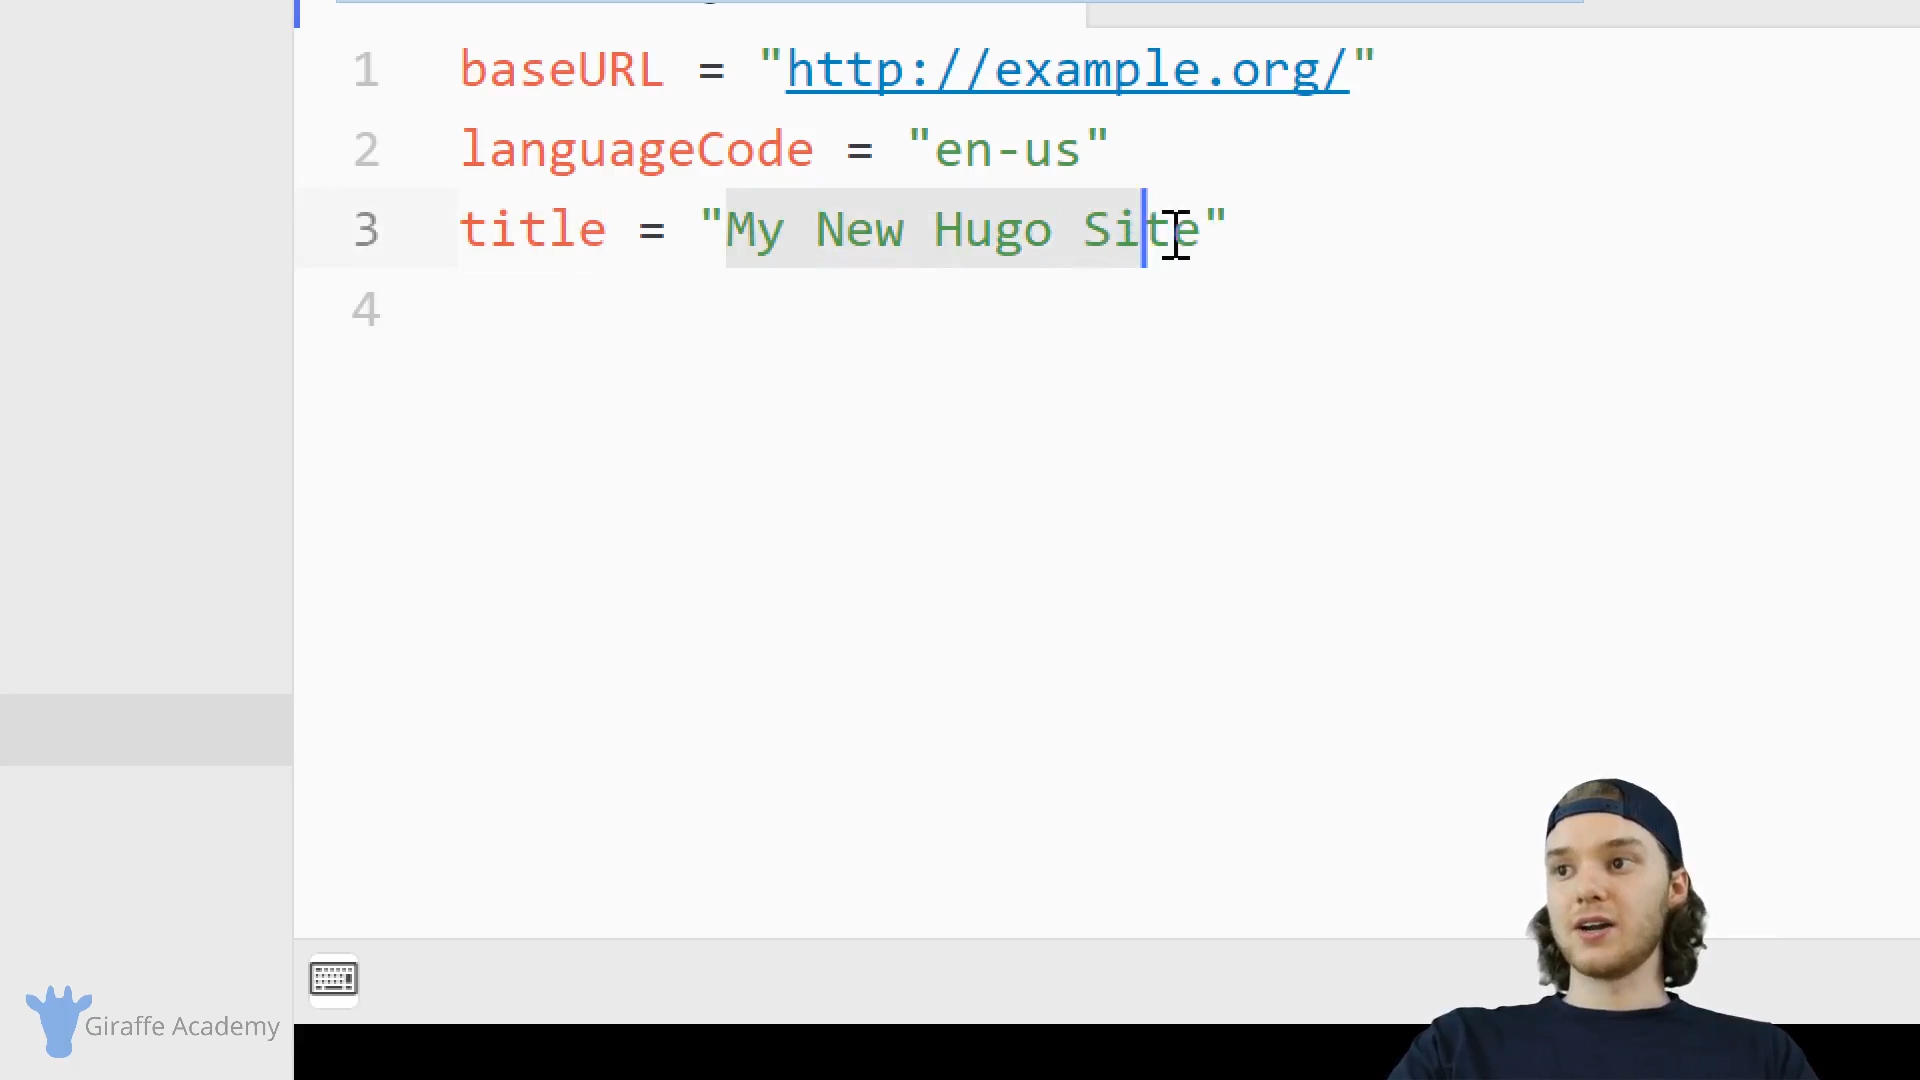 1 baseURL = "http://example.org/"
2 languageCode = "en-us"
3 title = "My New Hugo Site"
4
Giraffe Academy